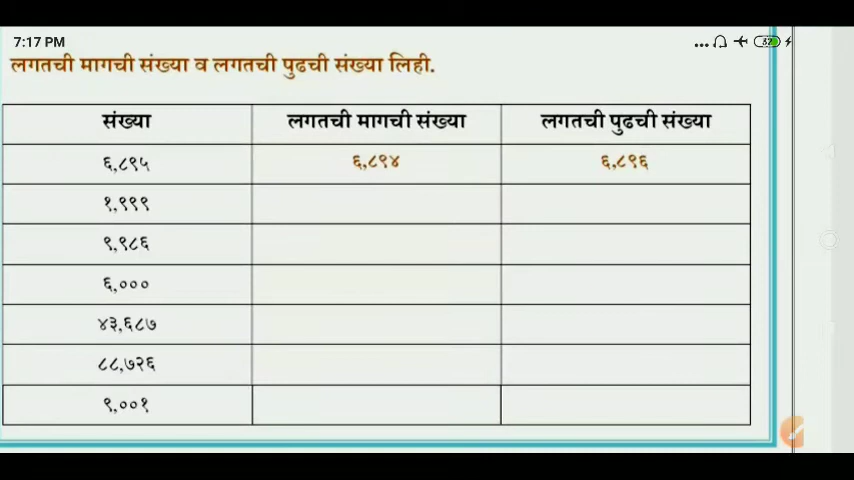 7:17 PM
... 37
लगतची मागची संख्या व लगतची पुढची संख्या लिही.
संख्या लगतची मागची संख्या लगतची पुढची संख्या
६,८९५ ६,८९४ ६,८९६
१,९९९
९,९८६
६,०००
४३,६८७
८८,७२६
९,००१